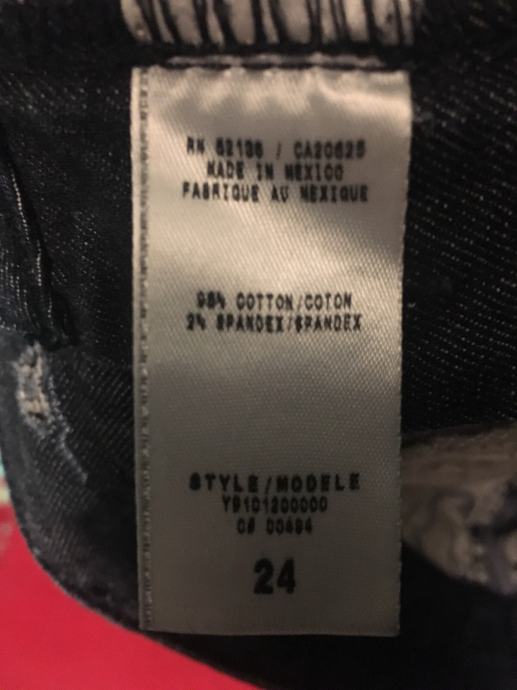 RN 62136 / CA20625
MADE IN MEXICO
FABRIQUE AU MEXIQUE
98% COTTON/COTON
2% SPANDEX/SPANDEX
STYLE/MODELE
Y9101200000
C# 00494
24